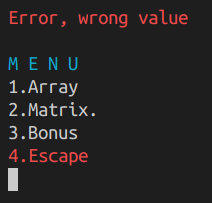 Error, wrong value
M E N U
1.Array
2.Matrix.
3.Bonus
4.Escape